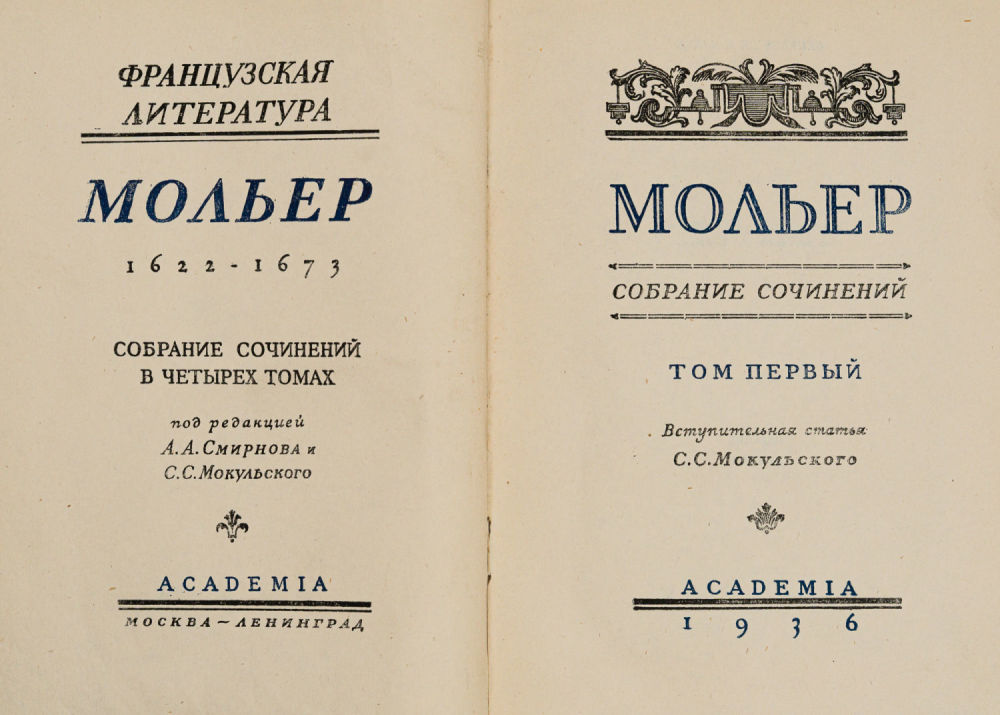 ФРАНЦУЗСКАЯ
ЛИТЕРАТУРА
МОЛЬЕР
1622-1673
СОБРАНИЕ СОЧИНЕНИЙ
В ЧЕТЫРЕХ ТОМАХ
под редакцией
А.А.Смирнова и
С.С.Мокульского
ACADEMIA
МОСКВА – ЛЕНИНГРАД
МОЛЬЕР
СОБРАНИЕ СОЧИНЕНИЙ
ТОМ ПЕРВЫЙ
Вступительная статья
С.С.Мокульского
ACADEMIA
1936